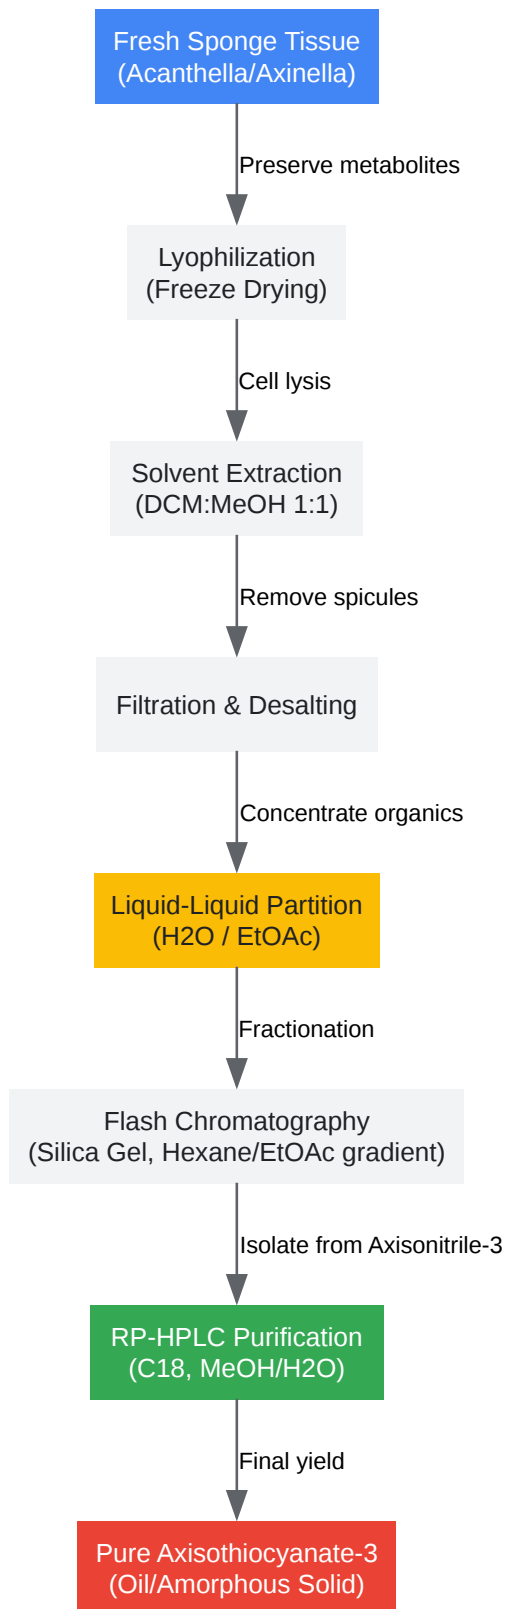 Fresh Sponge Tissue
(Acanthella/Axinella)
Preserve metabolites
Lyophilization
(Freeze Drying)
Cell lysis
Solvent Extraction
(DCM:MeOH 1:1)
Remove spicules
Filtration & Desalting
Concentrate organics
Liquid-Liquid Partition
(H2O / EtOAc)
Fractionation
Flash Chromatography
(Silica Gel, Hexane/EtOAc gradient)
Isolate from Axisonitrile-3
RP-HPLC Purification
(C18, MeOH/H2O)
Final yield
Pure Axisothiocyanate-3
(Oil/Amorphous Solid)